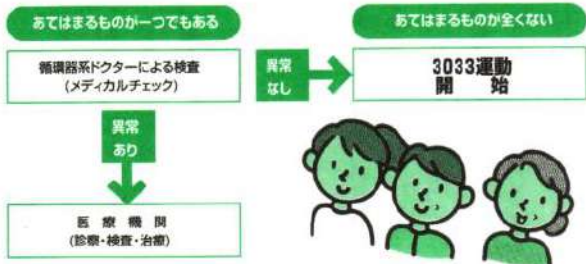 あてはまるものが一つでもある
あてはまるものが全くない
循環器系ドクターによる検査
(メディカルチェック)
異常
なし
3033運動
開　始
異常
あり
医 療 機 関
(診察・検査・治療)